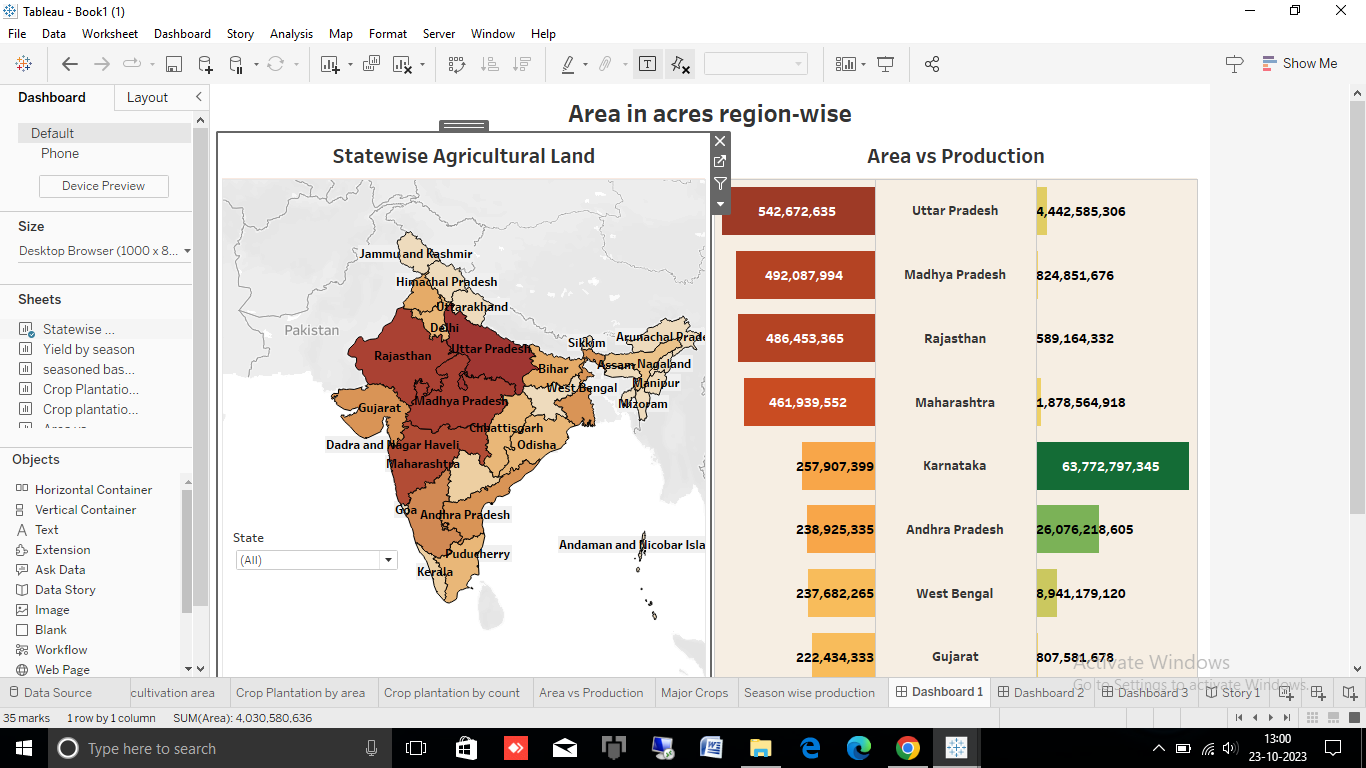 Tableau - Book1 (1)
File Data Worksheet Dashboard Story Analysis Map Format Server Window Help
Show Me
Dashboard Layout
Default
Phone
Device Preview
Size
Desktop Browser (1000 x 8...
Sheets
Statewise ...
Yield by season
seasoned bas...
Crop Plantatio...
Crop plantatio...
Objects
Horizontal Container
Vertical Container
Text
Extension
Ask Data
Data Story
Image
Blank
Workflow
Web Page
Area in acres region-wise
Statewise Agricultural Land
Jammu and Kashmir
Himachal Pradesh
Uttarakhand
Pakistan
Delhi
Sikkim
Arunachal Prade
Rajasthan
Uttar Pradesh
Bihar
Assam Nagaland
Manipur
West Bengal
Mizoram
Gujarat
Madhya Pradesh
Chhattisgarh
Dadra and Nagar Haveli
Odisha
Maharashtra
Goa
Andhra Pradesh
Andaman and Nicobar Isla
Puducherry
Kerala
State
(All)
Area vs Production
542,672,635 Uttar Pradesh 4,442,585,306
492,087,994 Madhya Pradesh 824,851,676
486,453,365 Rajasthan 589,164,332
461,939,552 Maharashtra 1,878,564,918
257,907,399 Karnataka 63,772,797,345
238,925,335 Andhra Pradesh 26,076,218,605
237,682,265 West Bengal 8,941,179,120
222,434,333 Gujarat 807,581,678
Activate Windows
Go to Settings to activate Windows.
Data Source cultivation area Crop Plantation by area Crop plantation by count Area vs Production Major Crops Season wise production Dashboard 1 Dashboard 2 Dashboard 3 Story 1
35 marks 1 row by 1 column SUM(Area): 4,030,580,636
Type here to search
13:00
23-10-2023